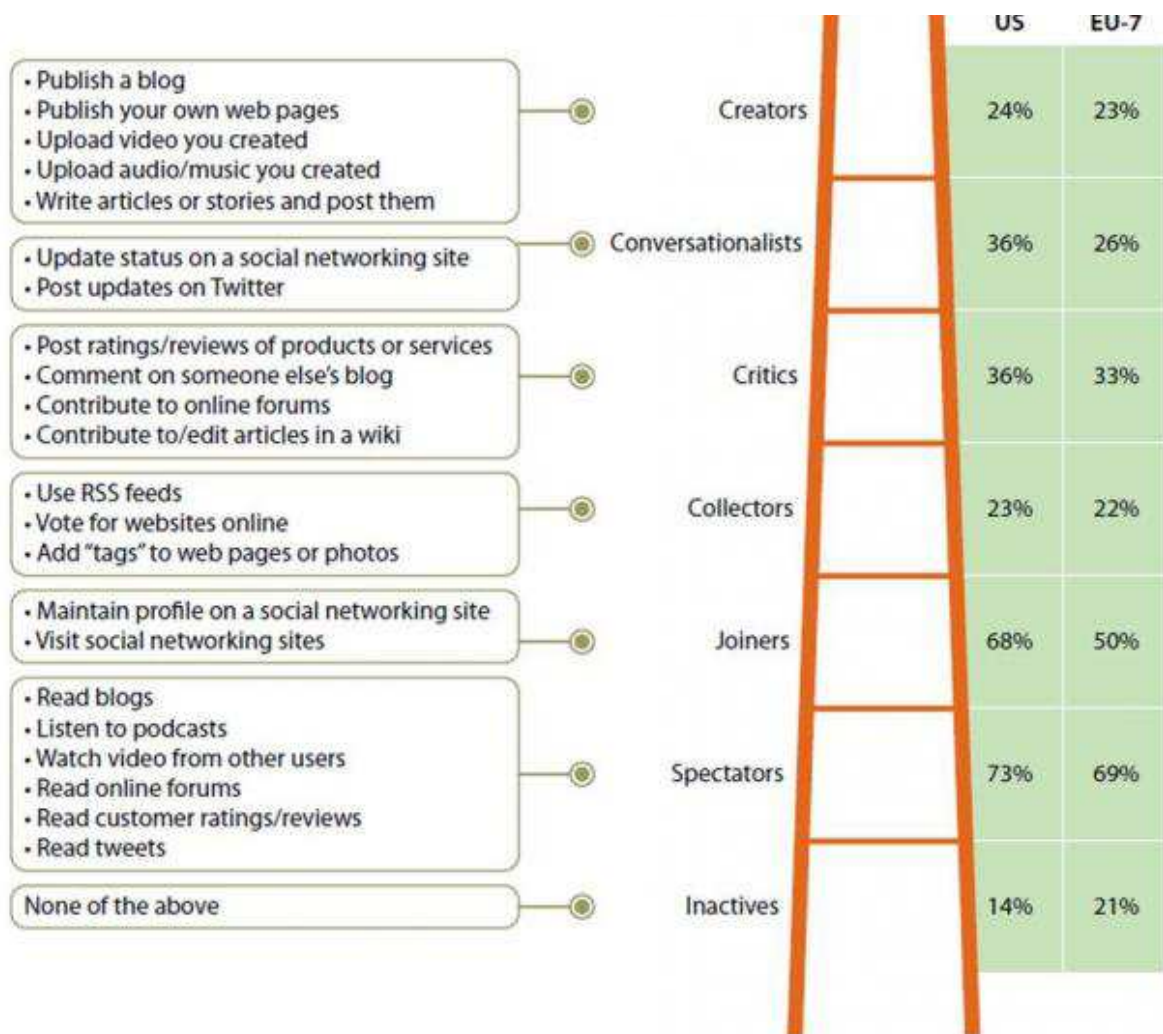 US EU-7
• Publish a blog
• Publish your own web pages
• Upload video you created
• Upload audio/music you created
• Write articles or stories and post them
Creators 24% 23%
• Update status on a social networking site
• Post updates on Twitter
Conversationalists 36% 26%
• Post ratings/reviews of products or services
• Comment on someone else's blog
• Contribute to online forums
• Contribute to/edit articles in a wiki
Critics 36% 33%
• Use RSS feeds
• Vote for websites online
• Add "tags" to web pages or photos
Collectors 23% 22%
• Maintain profile on a social networking site
• Visit social networking sites
Joiners 68% 50%
• Read blogs
• Listen to podcasts
• Watch video from other users
• Read online forums
• Read customer ratings/reviews
• Read tweets
Spectators 73% 69%
None of the above
Inactives 14% 21%